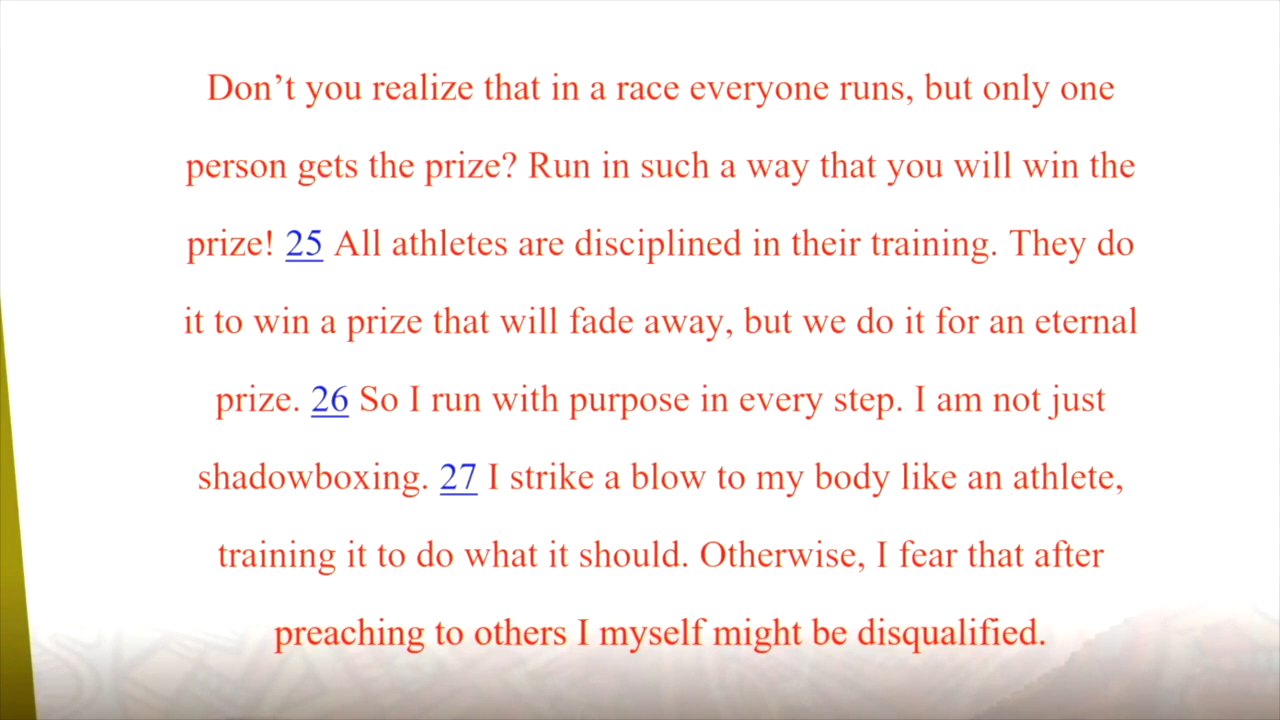 Don’t you realize that in a race everyone runs, but only one
person gets the prize? Run in such a way that you will win the
prize! 25 All athletes are disciplined in their training. They do
it to win a prize that will fade away, but we do it for an eternal
prize. 26 So I run with purpose in every step. I am not just
shadowboxing. 27 I strike a blow to my body like an athlete,
training it to do what it should. Otherwise, I fear that after
preaching to others I myself might be disqualified.